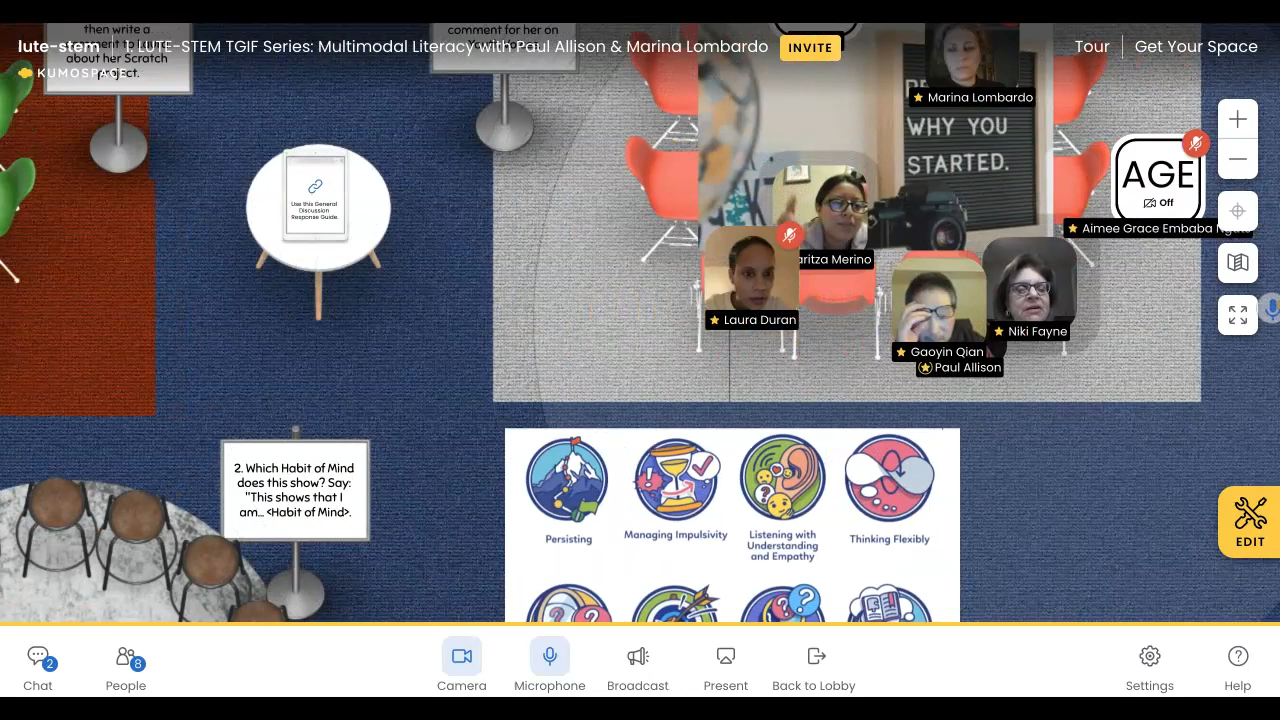 then write a
comment for her on
lute-stem
LUTE-STEM TGIF Series: Multimodal Literacy with Paul Allison & Marina Lombardo
INVITE
Tour
Get Your Space
about her Scratch
project.
KUMOSPACE
Marina Lombardo
WHY YOU
STARTED.
AGE
Off
Aimee Grace Embaba
Use this General
Discussion
Response Guide.
aritza Merino
Laura Duran
Niki Fayne
Gaoyin Qian
Paul Allison
2. Which Habit of Mind
does this show? Say:
"This shows that I
am... <Habit of Mind>.
Persisting
Managing Impulsivity
Listening with
Understanding
and Empathy
Thinking Flexibly
EDIT
2
8
Chat
People
Camera
Microphone
Broadcast
Present
Back to Lobby
Settings
Help